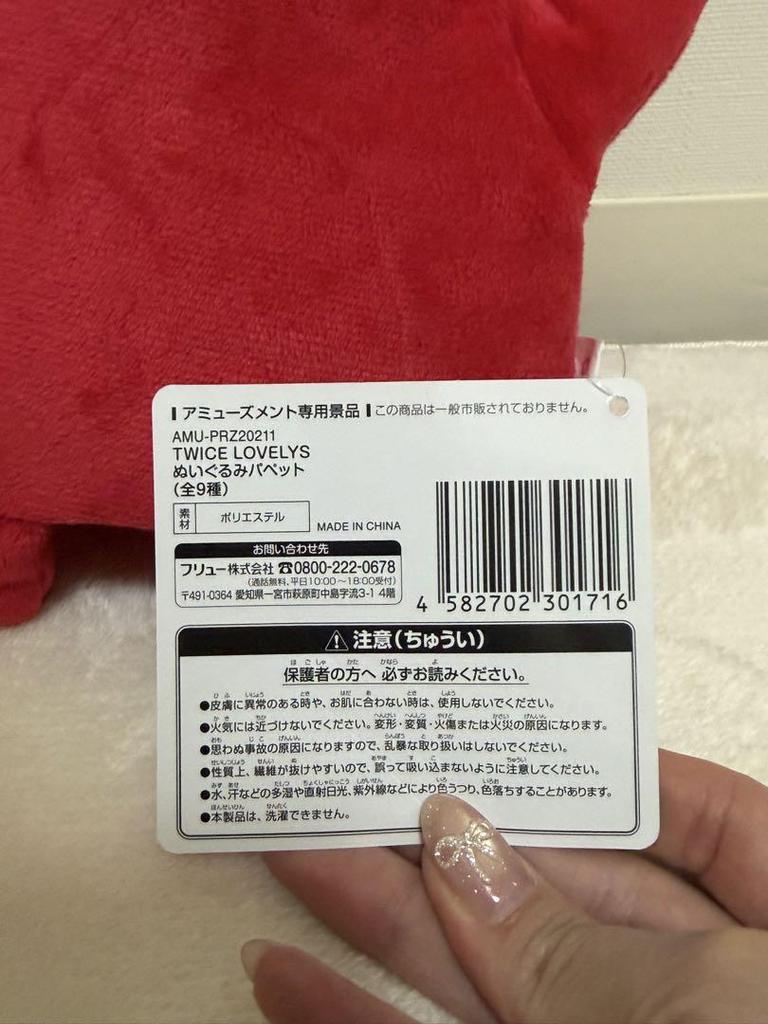 アミューズメント専用景品 この商品は一般市販されておりません。
AMU-PRZ20211
TWICE LOVELYS
ぬいぐるみパペット
(全9種)
素材 ポリエステル MADE IN CHINA
お問い合わせ先
フリュー株式会社 ☎0800-222-0678
(通話無料、平日10:00〜18:00受付)
〒491-0364 愛知県一宮市萩原町中島字流3-1 4階
4 582702 301716
⚠注意(ちゅうい)
保護者の方へ 必ずお読みください。
●皮膚に異常のある時や、お肌に合わない時は、使用しないでください。
●火気には近づけないでください。変形・変質・火傷または火災の原因になります。
●思わぬ事故の原因になりますので、乱暴な取り扱いはしないでください。
●性質上、繊維が抜けやすいので、誤って吸い込まないように注意してください。
●水、汗などの多湿や直射日光、紫外線などにより色うつり、色落ちすることがあります。
●本製品は、洗濯できません。